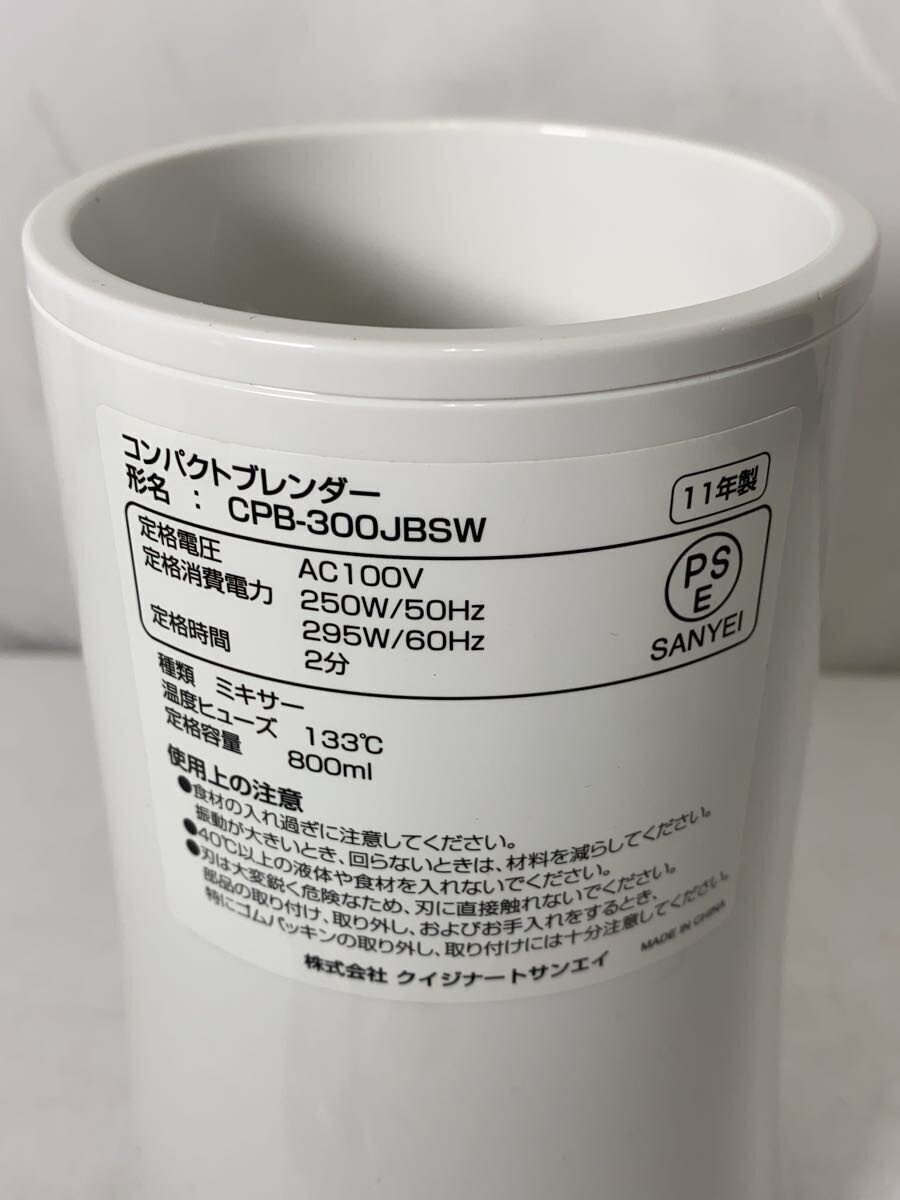 コンパクトブレンダー
形名 : CPB-300JBSW
11年製
定格電圧 AC100V
定格消費電力 250W/50Hz
295W/60Hz
定格時間 2分
PS
E
SANYEI
種類 ミキサー
温度ヒューズ 133℃
定格容量 800ml
使用上の注意
●食材の入れ過ぎに注意してください。
振動が大きいとき、回らないときは、材料を減らしてください。
●40℃以上の液体や食材を入れないでください。
●刃は大変鋭く危険なため、刃に直接触れないでください。
部品の取り付け、取り外し、およびお手入れをするとき、
特にゴムパッキンの取り外し、取り付けには十分注意してください。
株式会社 クイジナートサンエイ
MADE IN CHINA